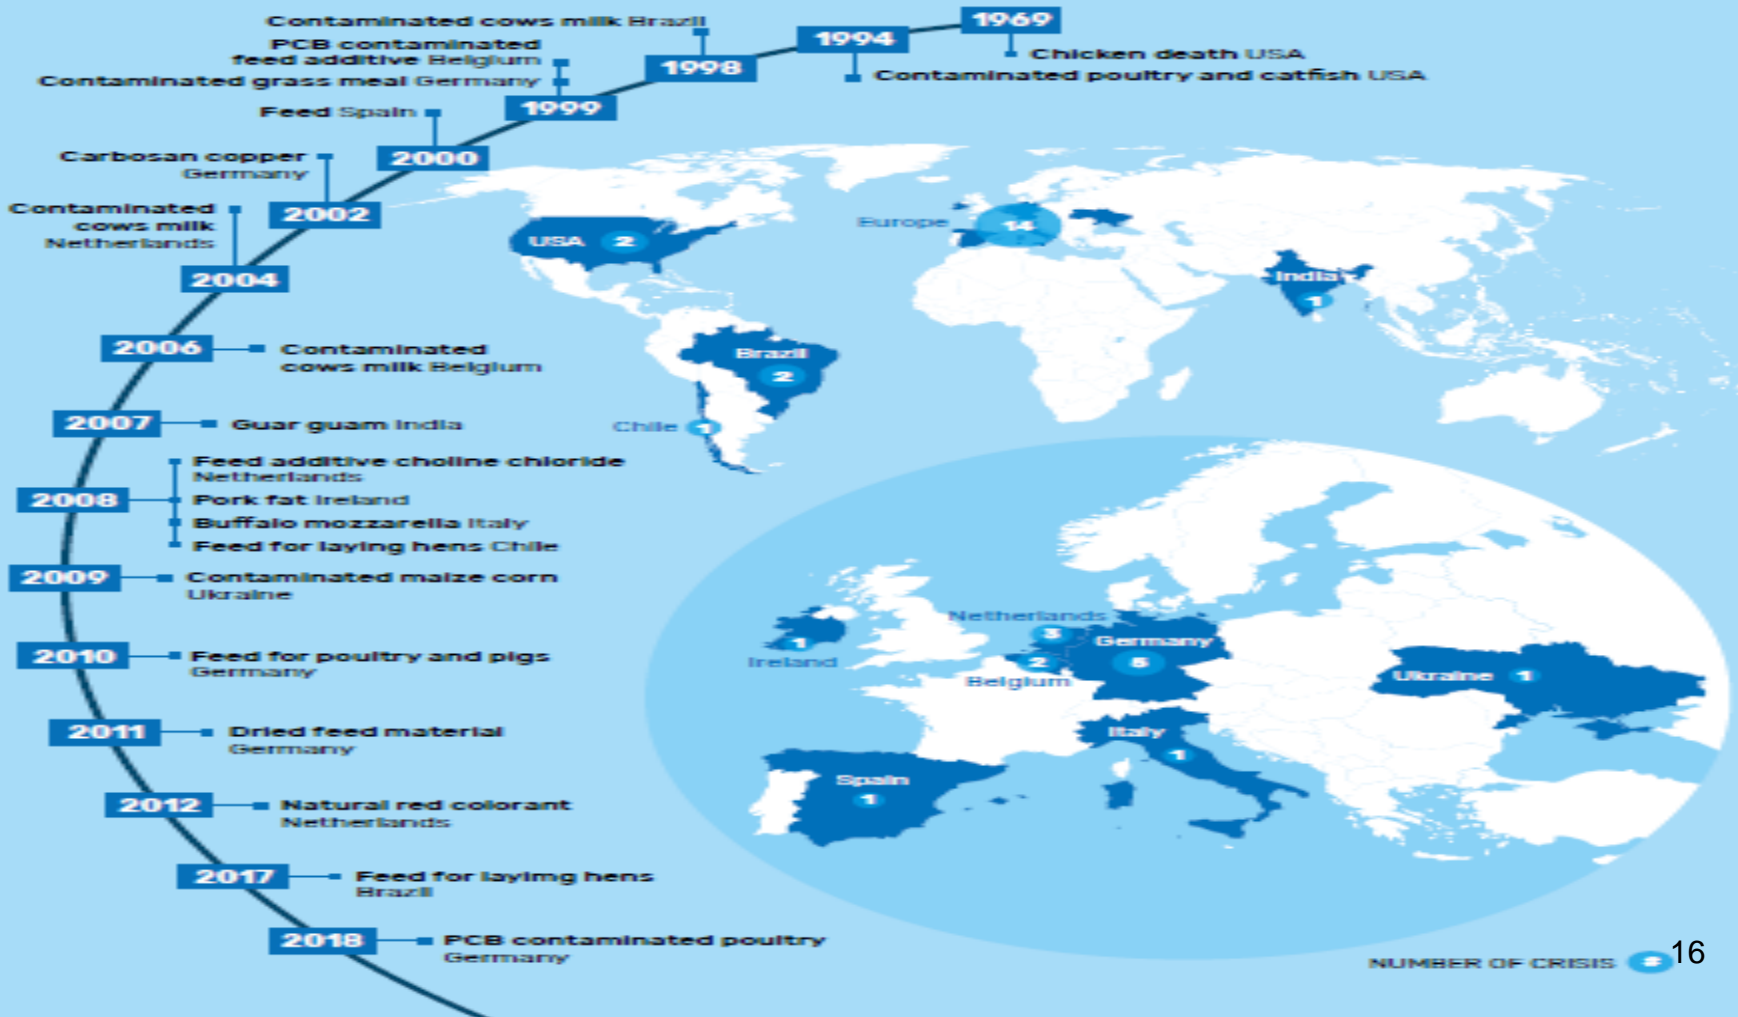 1969
Chicken death USA
1994
Contaminated poultry and catfish USA
Contaminated cows milk Brazil
1998
PCB contaminated
feed additive Belgium
Contaminated grass meal Germany
1999
Feed Spain
2000
Carbosan copper
Germany
2002
Contaminated
cows milk
Netherlands
2004
2006
Contaminated
cows milk Belgium
2007
Guar guam India
2008
Feed additive choline chloride
Netherlands
Pork fat Ireland
Buffalo mozzarella Italy
Feed for laying hens Chile
2009
Contaminated maize corn
Ukraine
2010
Feed for poultry and pigs
Germany
2011
Dried feed material
Germany
2012
Natural red colorant
Netherlands
2017
Feed for layimg hens
Brazil
2018
PCB contaminated poultry
Germany
USA 2
Europe
14
India
1
Brazil
2
Chile 1
Netherlands
3
Germany
Ireland
1
Belgium
2
Ukraine 1
Italy
1
Spain
1
NUMBER OF CRISIS
16